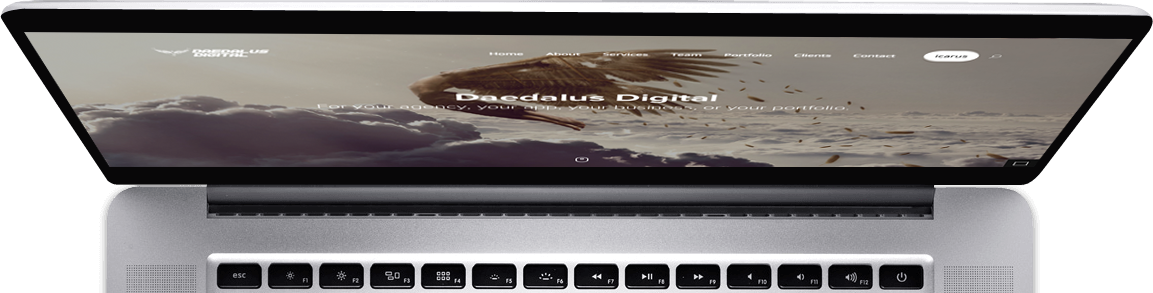 DAEDALUS
DIGITAL
Home About Services Team Portfolio Clients Contact icarus
Daedalus Digital
For your agency, your app, your business, or your portfolio.
esc F1 F2 F3 F4 F5 F6 F7 F8 F9 F10 F11 F12